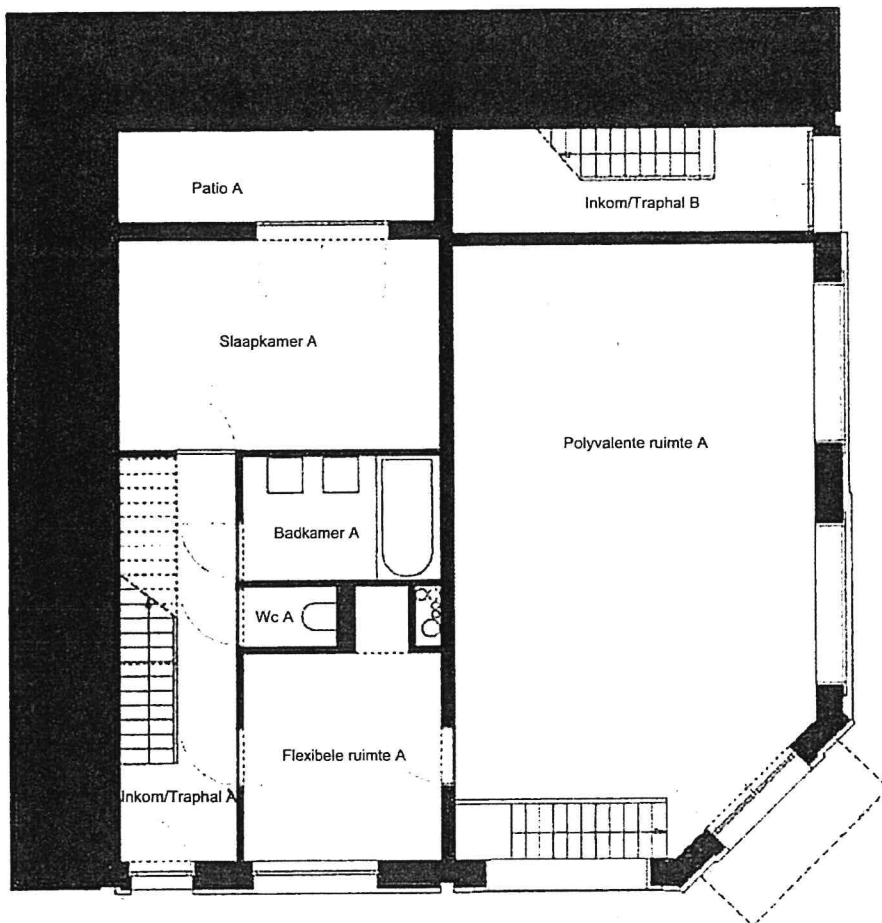 Patio A
Inkom/Traphal B
Slaapkamer A
Polyvalente ruimte A
Badkamer A
Wc A
Flexibele ruimte A
Inkom/Traphal A